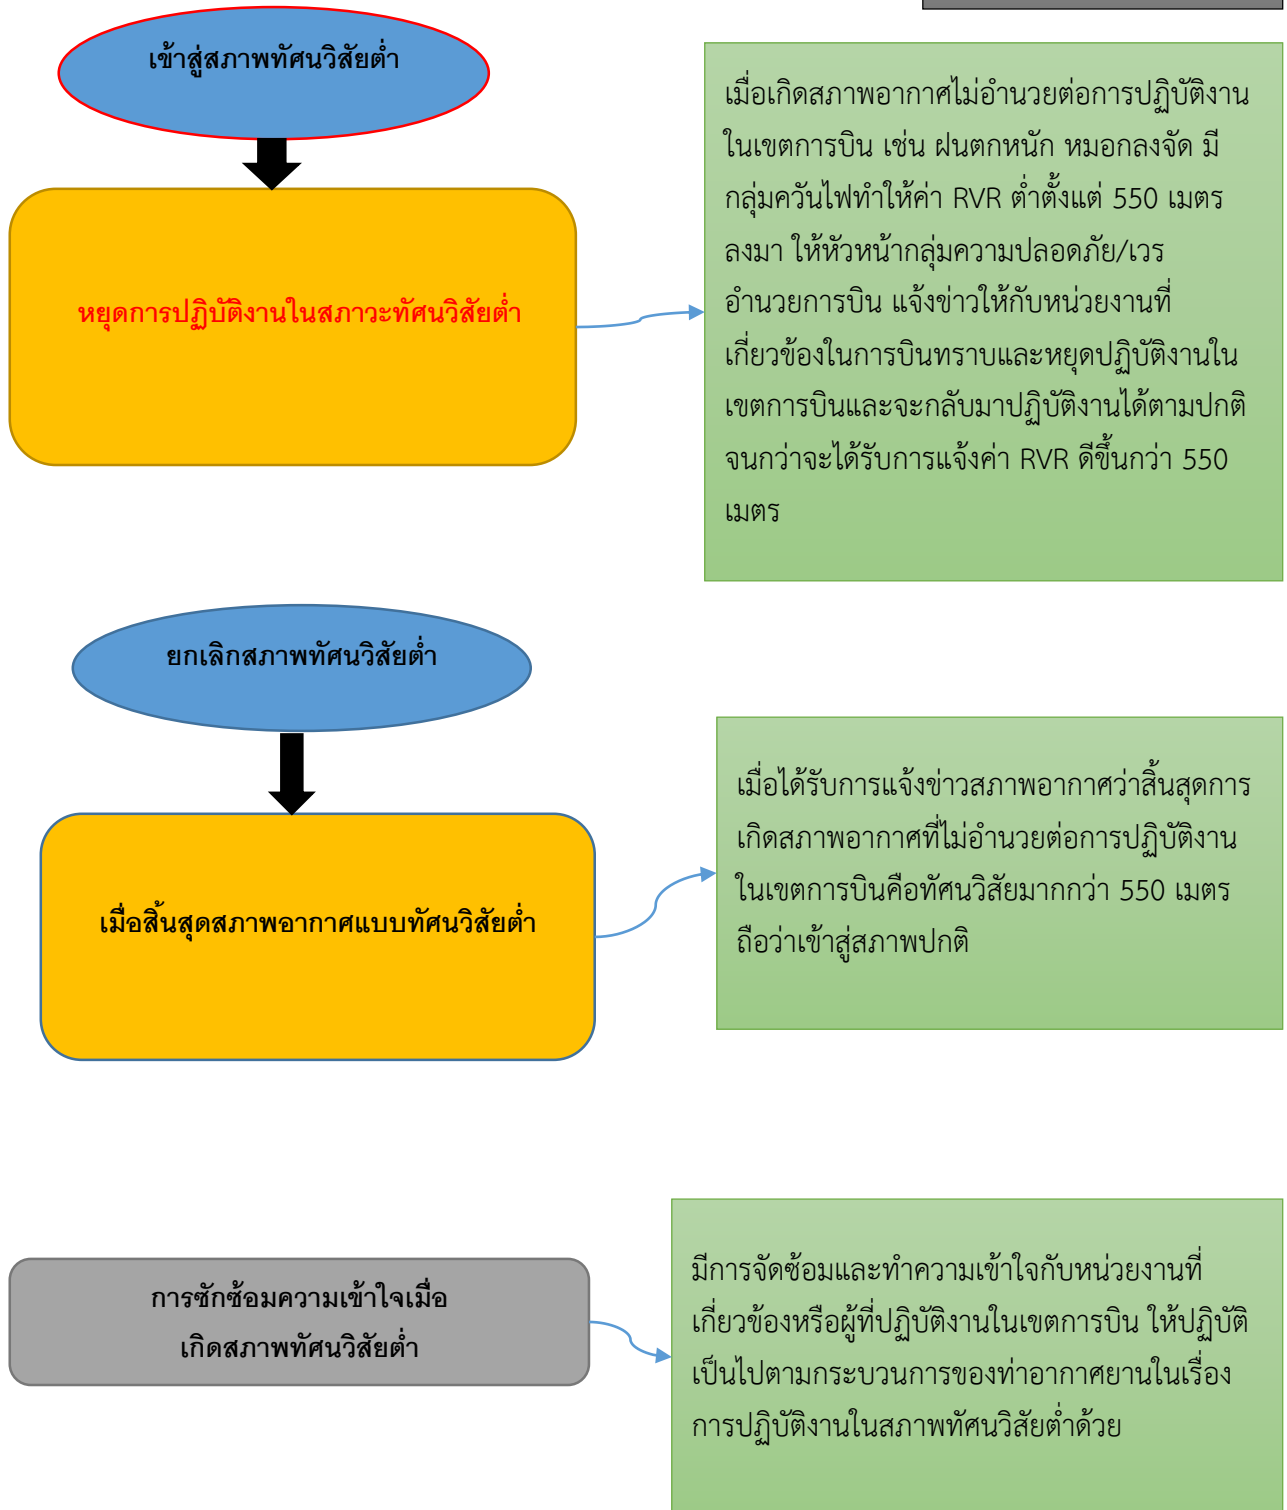 เข้าสู่สภาพทัศนวิสัยต่ำ
หยุดการปฏิบัติงานในสภาวะทัศนวิสัยต่ำ
เมื่อเกิดสภาพอากาศไม่อำนวยต่อการปฏิบัติงาน
ในเขตการบิน เช่น ฝนตกหนัก หมอกลงจัด มี
กลุ่มควันไฟทำให้ค่า RVR ต่ำตั้งแต่ 550 เมตร
ลงมา ให้หัวหน้ากลุ่มความปลอดภัย/เวร
อำนวยการบิน แจ้งข่าวให้กับหน่วยงานที่
เกี่ยวข้องในการบินทราบและหยุดปฏิบัติงานใน
เขตการบินและจะกลับมาปฏิบัติงานได้ตามปกติ
จนกว่าจะได้รับการแจ้งค่า RVR ดีขึ้นกว่า 550
เมตร
ยกเลิกสภาพทัศนวิสัยต่ำ
เมื่อสิ้นสุดสภาพอากาศแบบทัศนวิสัยต่ำ
เมื่อได้รับการแจ้งข่าวสภาพอากาศว่าสิ้นสุดการ
เกิดสภาพอากาศที่ไม่อำนวยต่อการปฏิบัติงาน
ในเขตการบินคือทัศนวิสัยมากกว่า 550 เมตร
ถือว่าเข้าสู่สภาพปกติ
การซักซ้อมความเข้าใจเมื่อ
เกิดสภาพทัศนวิสัยต่ำ
มีการจัดซ้อมและทำความเข้าใจกับหน่วยงานที่
เกี่ยวข้องหรือผู้ที่ปฏิบัติงานในเขตการบิน ให้ปฏิบัติ
เป็นไปตามกระบวนการของท่าอากาศยานในเรื่อง
การปฏิบัติงานในสภาพทัศนวิสัยต่ำด้วย